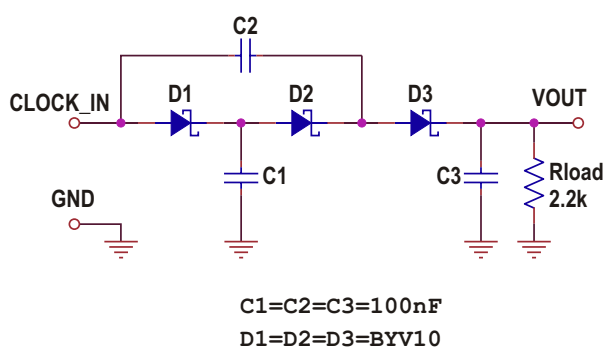 C2
CLOCK_IN
D1
D2
D3
VOUT
C1
C3
Rload
2.2k
GND
C1=C2=C3=100nF
D1=D2=D3=BYV10